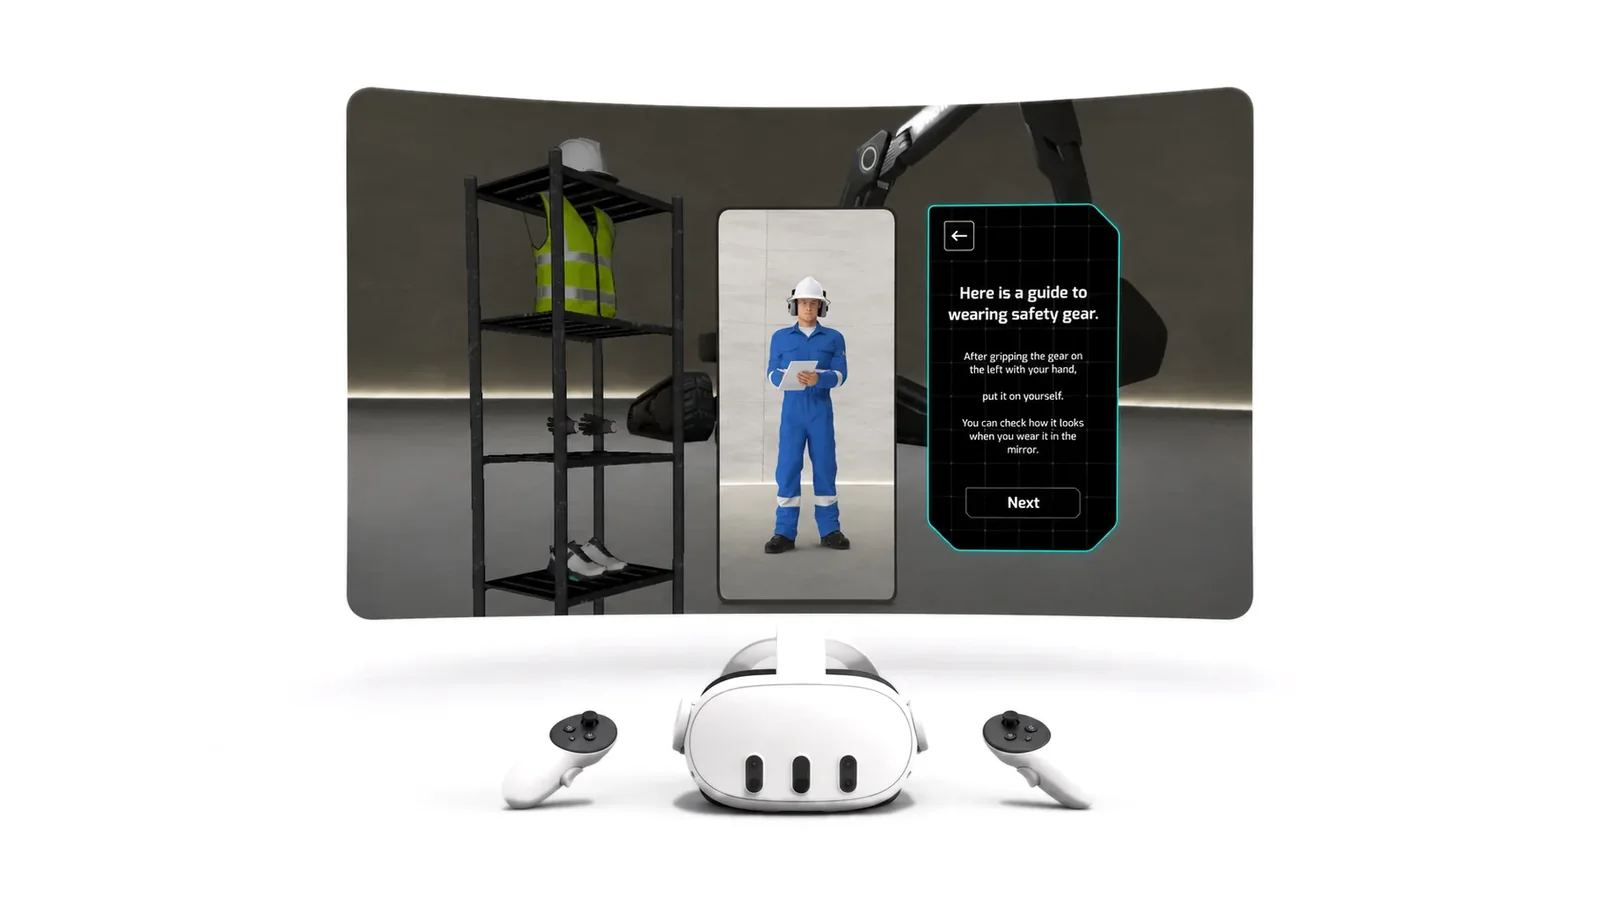 Here is a guide to
wearing safety gear.
After gripping the gear on
the left with your hand,
put it on yourself.
You can check how it looks
when you wear it in the
mirror.
Next